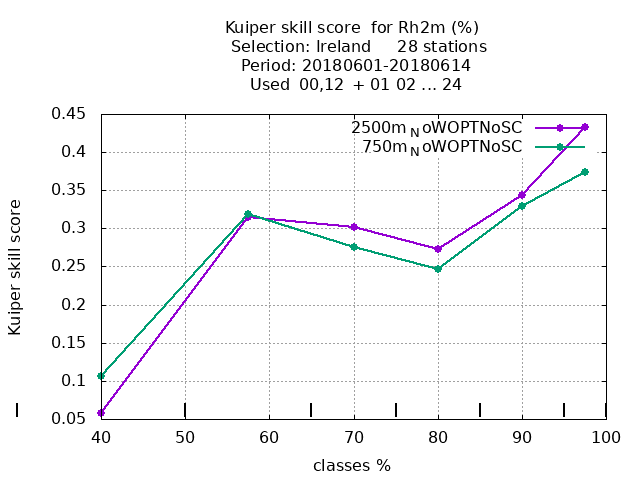 Kuiper skill score  for Rh2m (%)
Selection: Ireland     28 stations
Period: 20180601-20180614
Used  00,12  + 01 02 ... 24
2500m_NoWOPTNoSC
750m_NoWOPTNoSC
0.45
0.4
0.35
0.3
0.25
0.2
0.15
0.1
0.05
Kuiper skill score
40 50 60 70 80 90 100
classes %